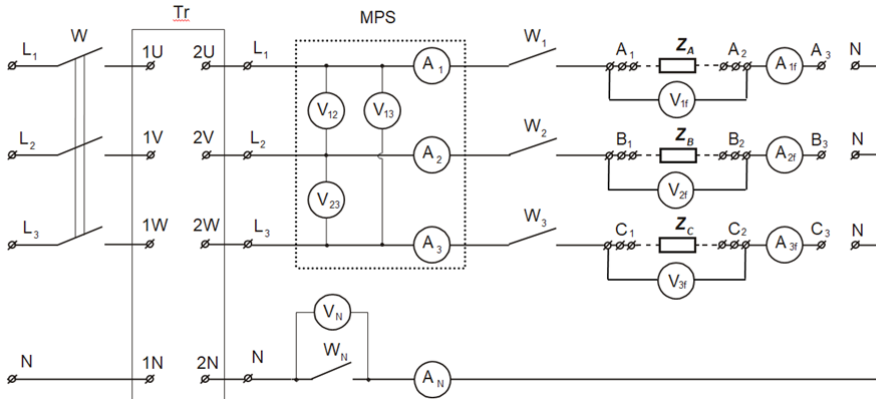 Tr
MPS
L1 W 1U 2U L1 A1 W1 A1 ZA A2 A1f A3 N
V12 V13 V1f
L2 1V 2V L2 A2 W2 B1 ZB B2 A2f B3 N
V23 V2f
L3 1W 2W L3 A3 W3 C1 ZC C2 A3f C3 N
V3f
VN
N 1N 2N N WN AN